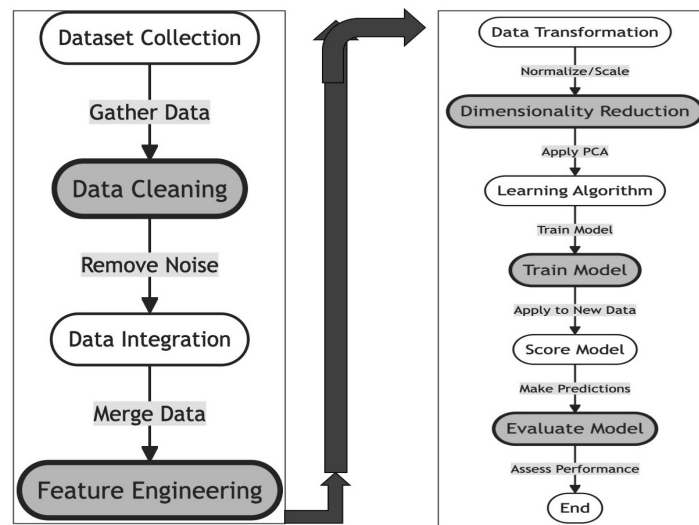 Dataset Collection
Gather Data
Data Cleaning
Remove Noise
Data Integration
Merge Data
Feature Engineering
Data Transformation
Normalize/Scale
Dimensionality Reduction
Apply PCA
Learning Algorithm
Train Model
Train Model
Apply to New Data
Score Model
Make Predictions
Evaluate Model
Assess Performance
End